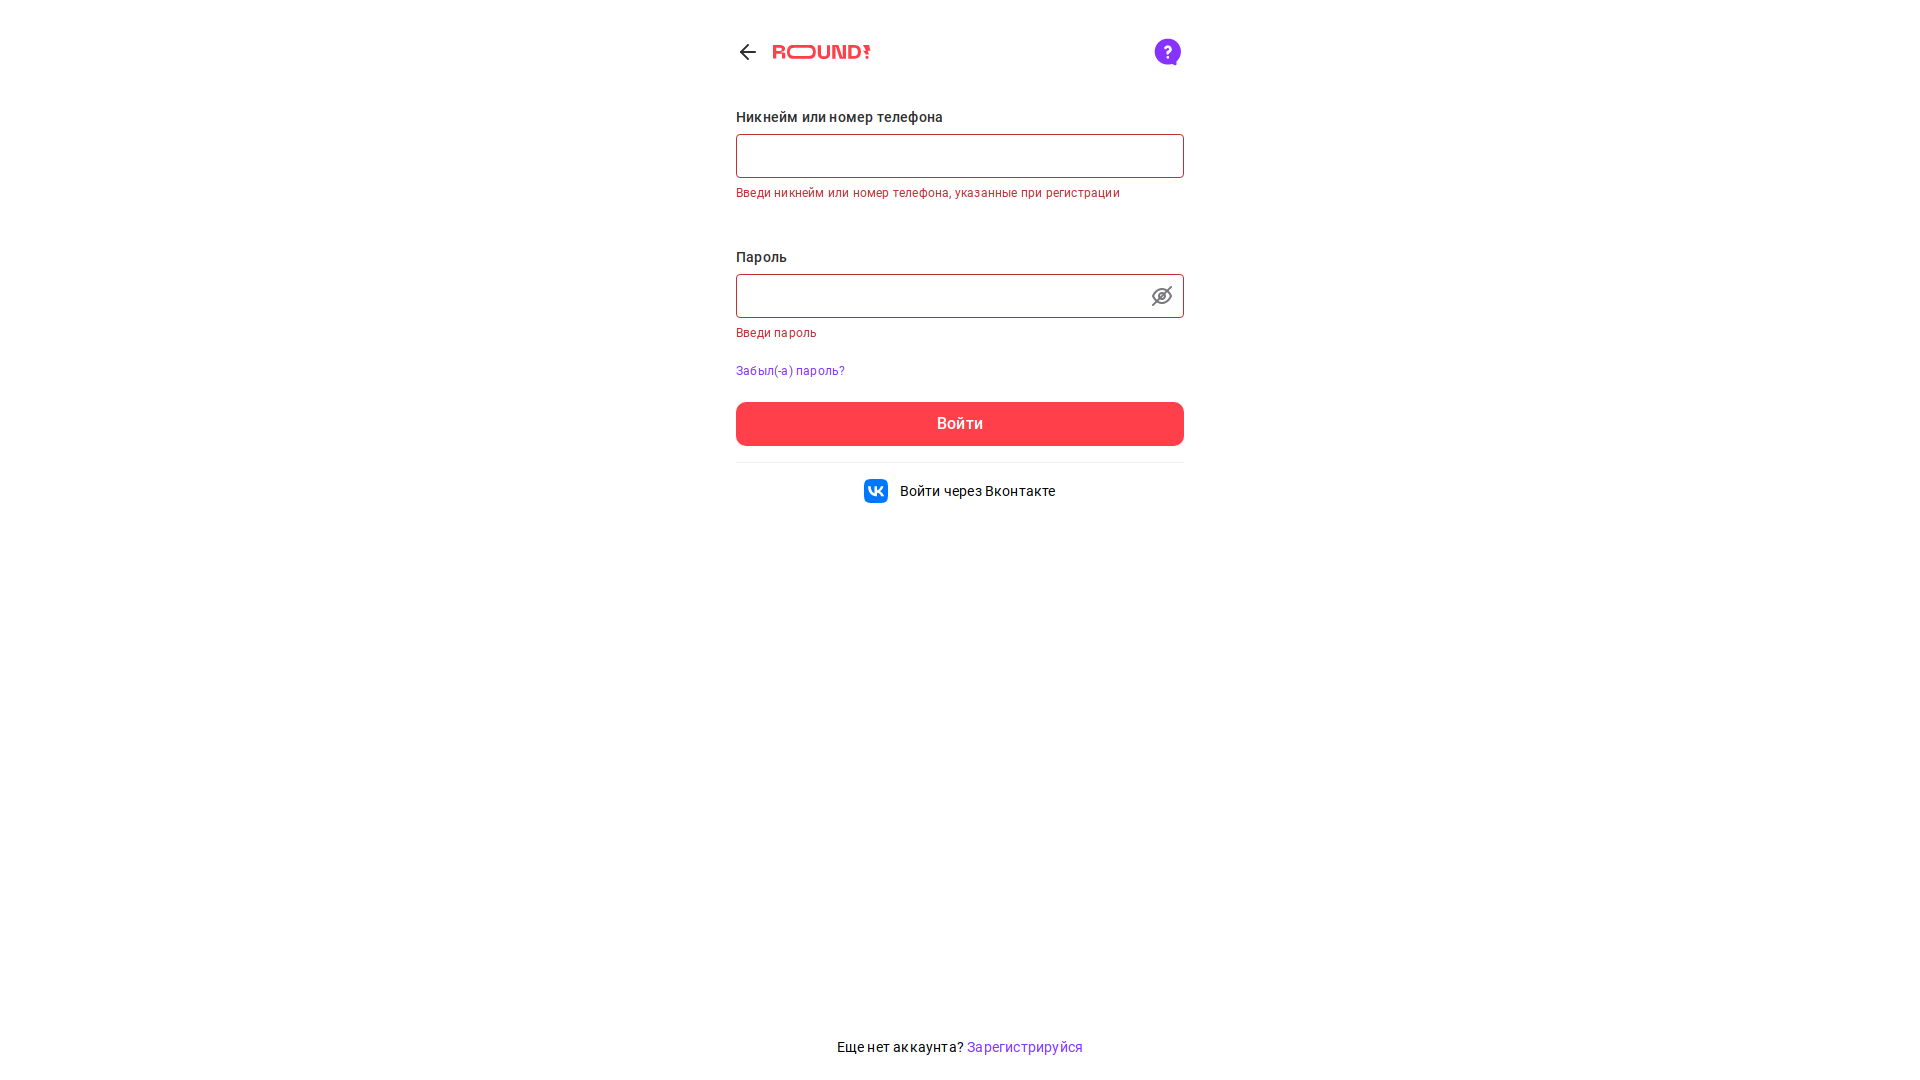 ROUND!
Никнейм или номер телефона
Введи никнейм или номер телефона, указанные при регистрации
Пароль
Введи пароль
Забыл(-а) пароль?
Войти
Войти через Вконтакте
Еще нет аккаунта? Зарегистрируйся